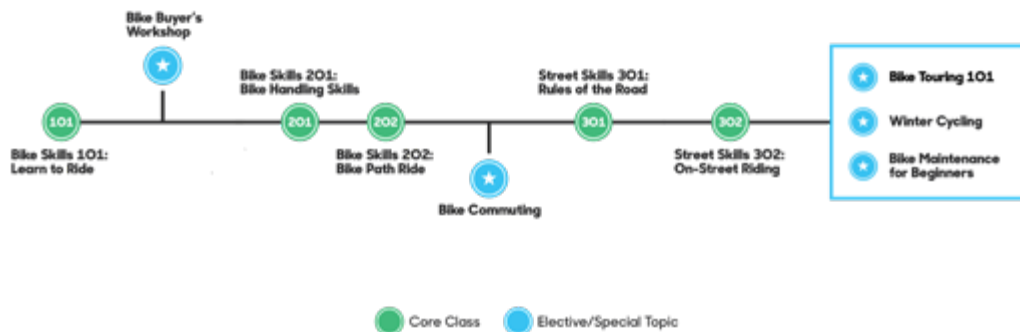 Bike Buyer's
Workshop
Bike Skills 201:
Bike Handling Skills
Street Skills 301:
Rules of the Road
Bike Touring 101
101
201
202
301
302
Winter Cycling
Bike Skills 101:
Learn to Ride
Bike Skills 202:
Bike Path Ride
Street Skills 302:
On-Street Riding
Bike Maintenance
for Beginners
Bike Commuting
Core Class
Elective/Special Topic